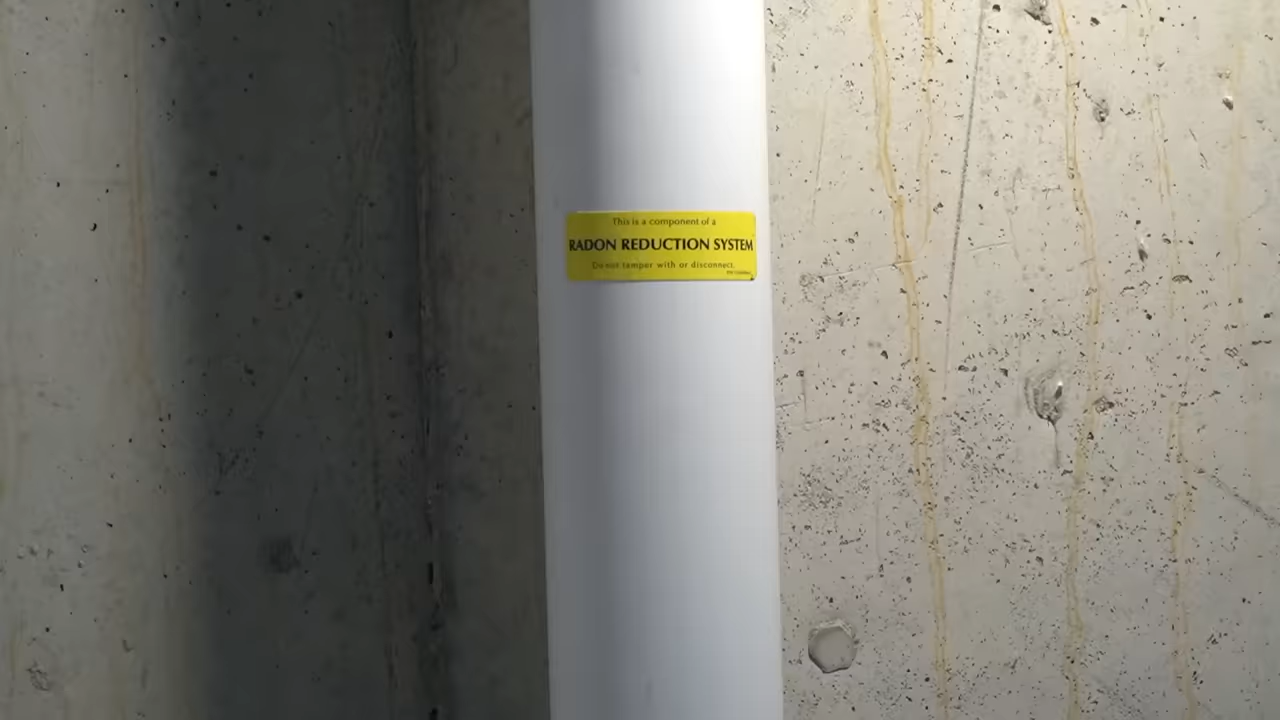 This is a component of a
RADON REDUCTION SYSTEM
Do not tamper with or disconnect.